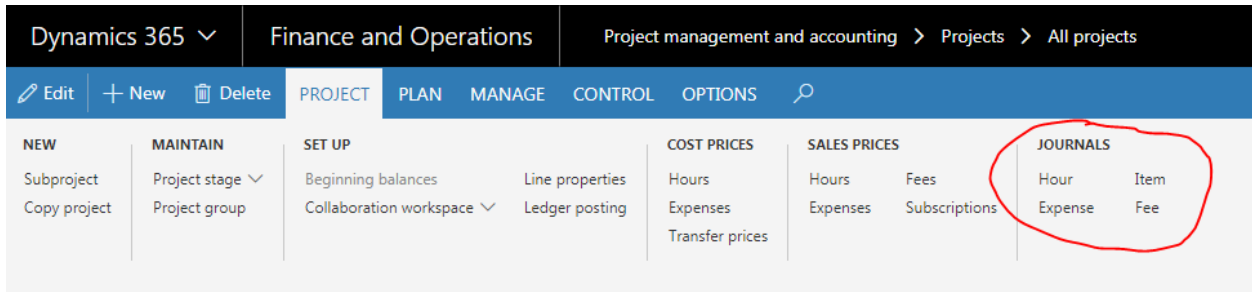 Dynamics 365 Finance and Operations Project management and accounting > Projects > All projects
Edit New Delete PROJECT PLAN MANAGE CONTROL OPTIONS
NEW MAINTAIN SET UP COST PRICES SALES PRICES JOURNALS
Subproject Project stage Beginning balances Line properties Hours Hours Fees Hour Item
Copy project Project group Collaboration workspace Ledger posting Expenses Expenses Subscriptions Expense Fee
Transfer prices